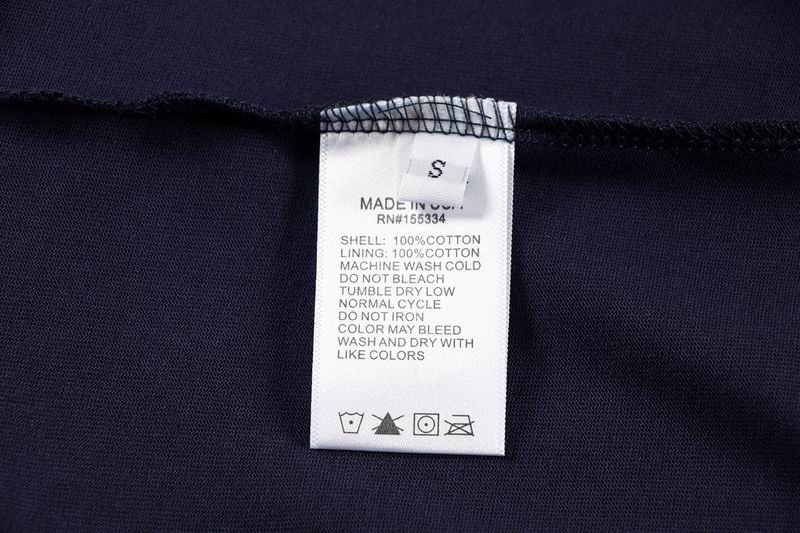 S
MADE IN USA
RN#155334
SHELL: 100%COTTON
LINING: 100%COTTON
MACHINE WASH COLD
DO NOT BLEACH
TUMBLE DRY LOW
NORMAL CYCLE
DO NOT IRON
COLOR MAY BLEED
WASH AND DRY WITH
LIKE COLORS